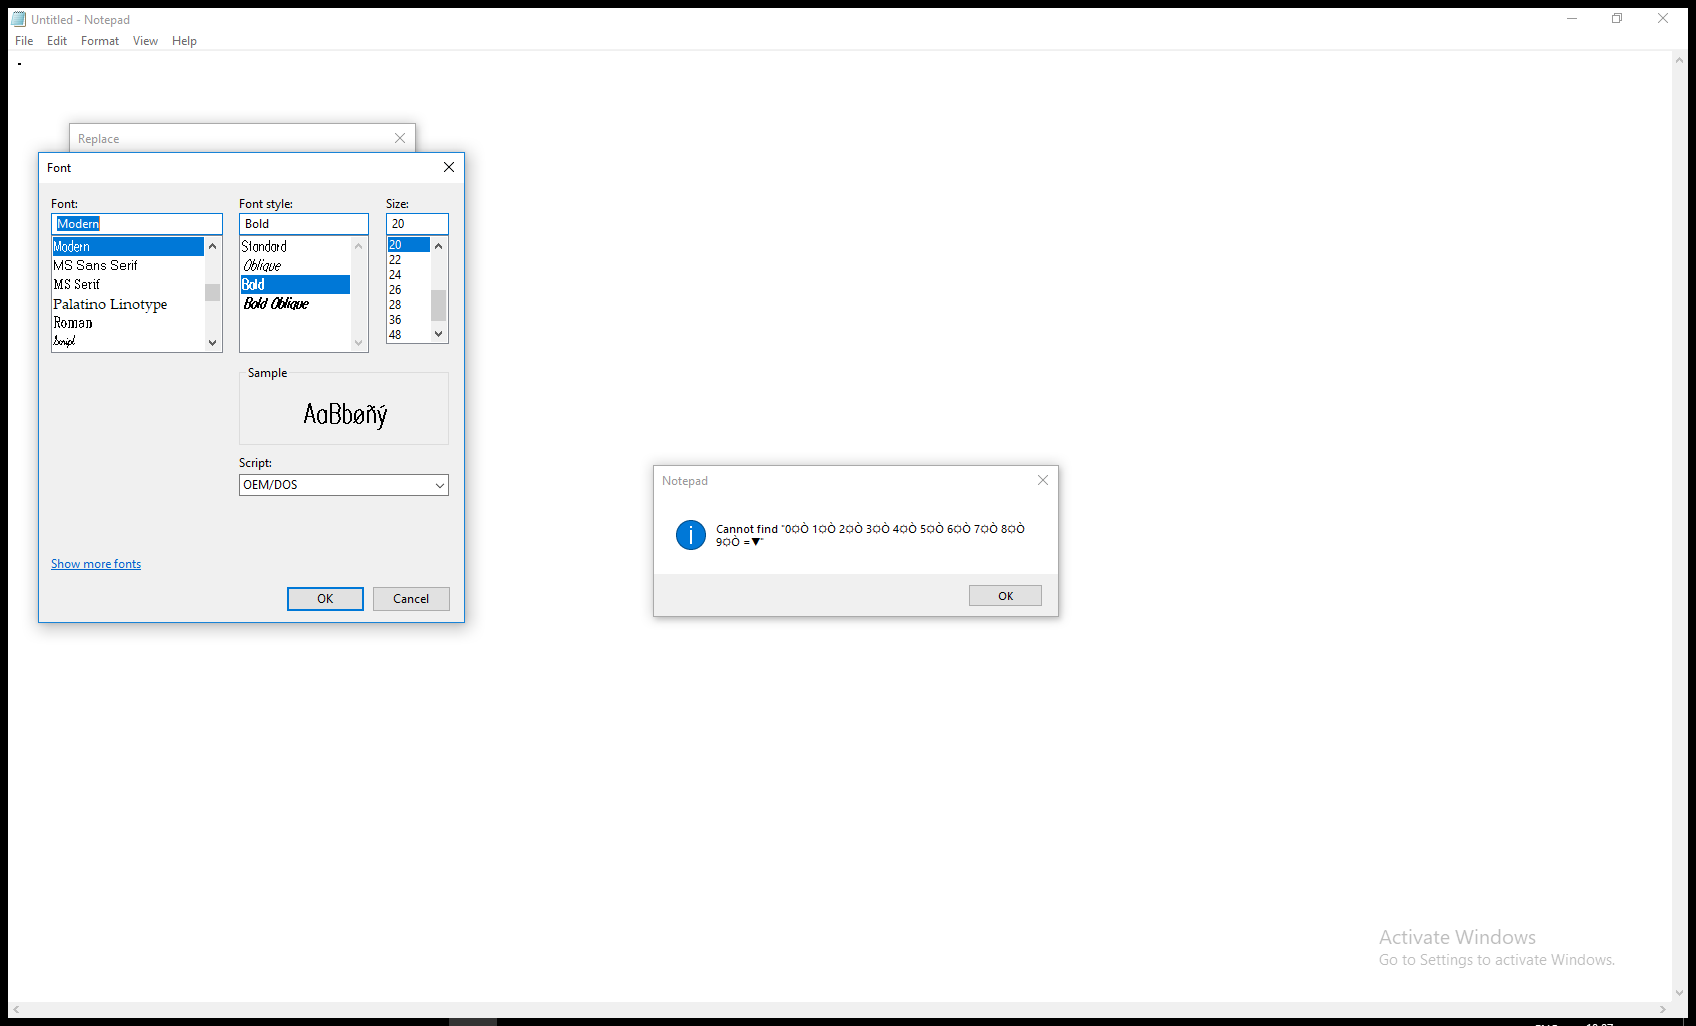 Untitled - Notepad
File Edit Format View Help
-
Replace
Font
Font: Font style: Size:
Modern Bold 20
Modern
MS Sans Serif
MS Serif
Palatino Linotype
Roman
Script
Standard
Oblique
Bold
Bold Oblique
20
22
24
26
28
36
48
Sample
AaBbøñý
Script:
OEM/DOS
Show more fonts
OK Cancel
Notepad
Cannot find "0¤Ò 1¤Ò 2¤Ò 3¤Ò 4¤Ò 5¤Ò 6¤Ò 7¤Ò 8¤Ò
9¤Ò =▼"
OK
Activate Windows
Go to Settings to activate Windows.